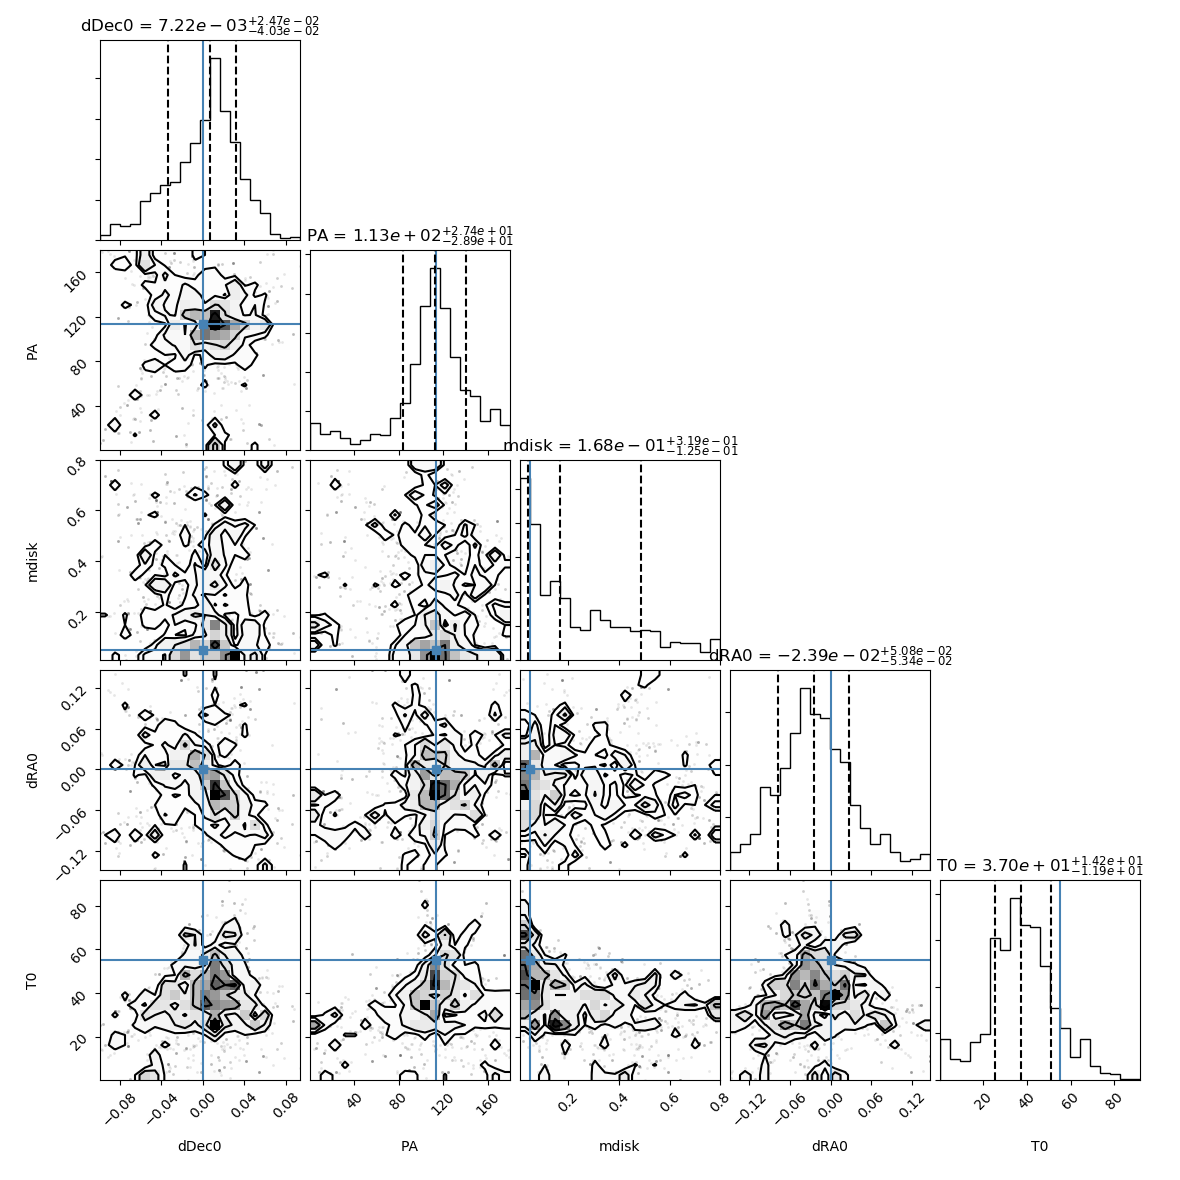 dDec0 = 7.22e−03+2.47e−02 −4.03e−02
PA = 1.13e+02+2.74e+01 −2.89e+01
160
120
80
40
PA
mdisk = 1.68e−01+3.19e−01 −1.25e−01
0.8
0.6
0.4
0.2
mdisk
dRA0 = −2.39e−02+5.08e−02 −5.34e−02
0.12
0.06
0.00
−0.06
−0.12
dRA0
T0 = 3.70e+01+1.42e+01 −1.19e+01
80
60
40
20
T0
−0.08 −0.04 0.00 0.04 0.08 40 80 120 160 0.2 0.4 0.6 0.8 −0.12 −0.06 0.00 0.06 0.12 20 40 60 80
dDec0 PA mdisk dRA0 T0